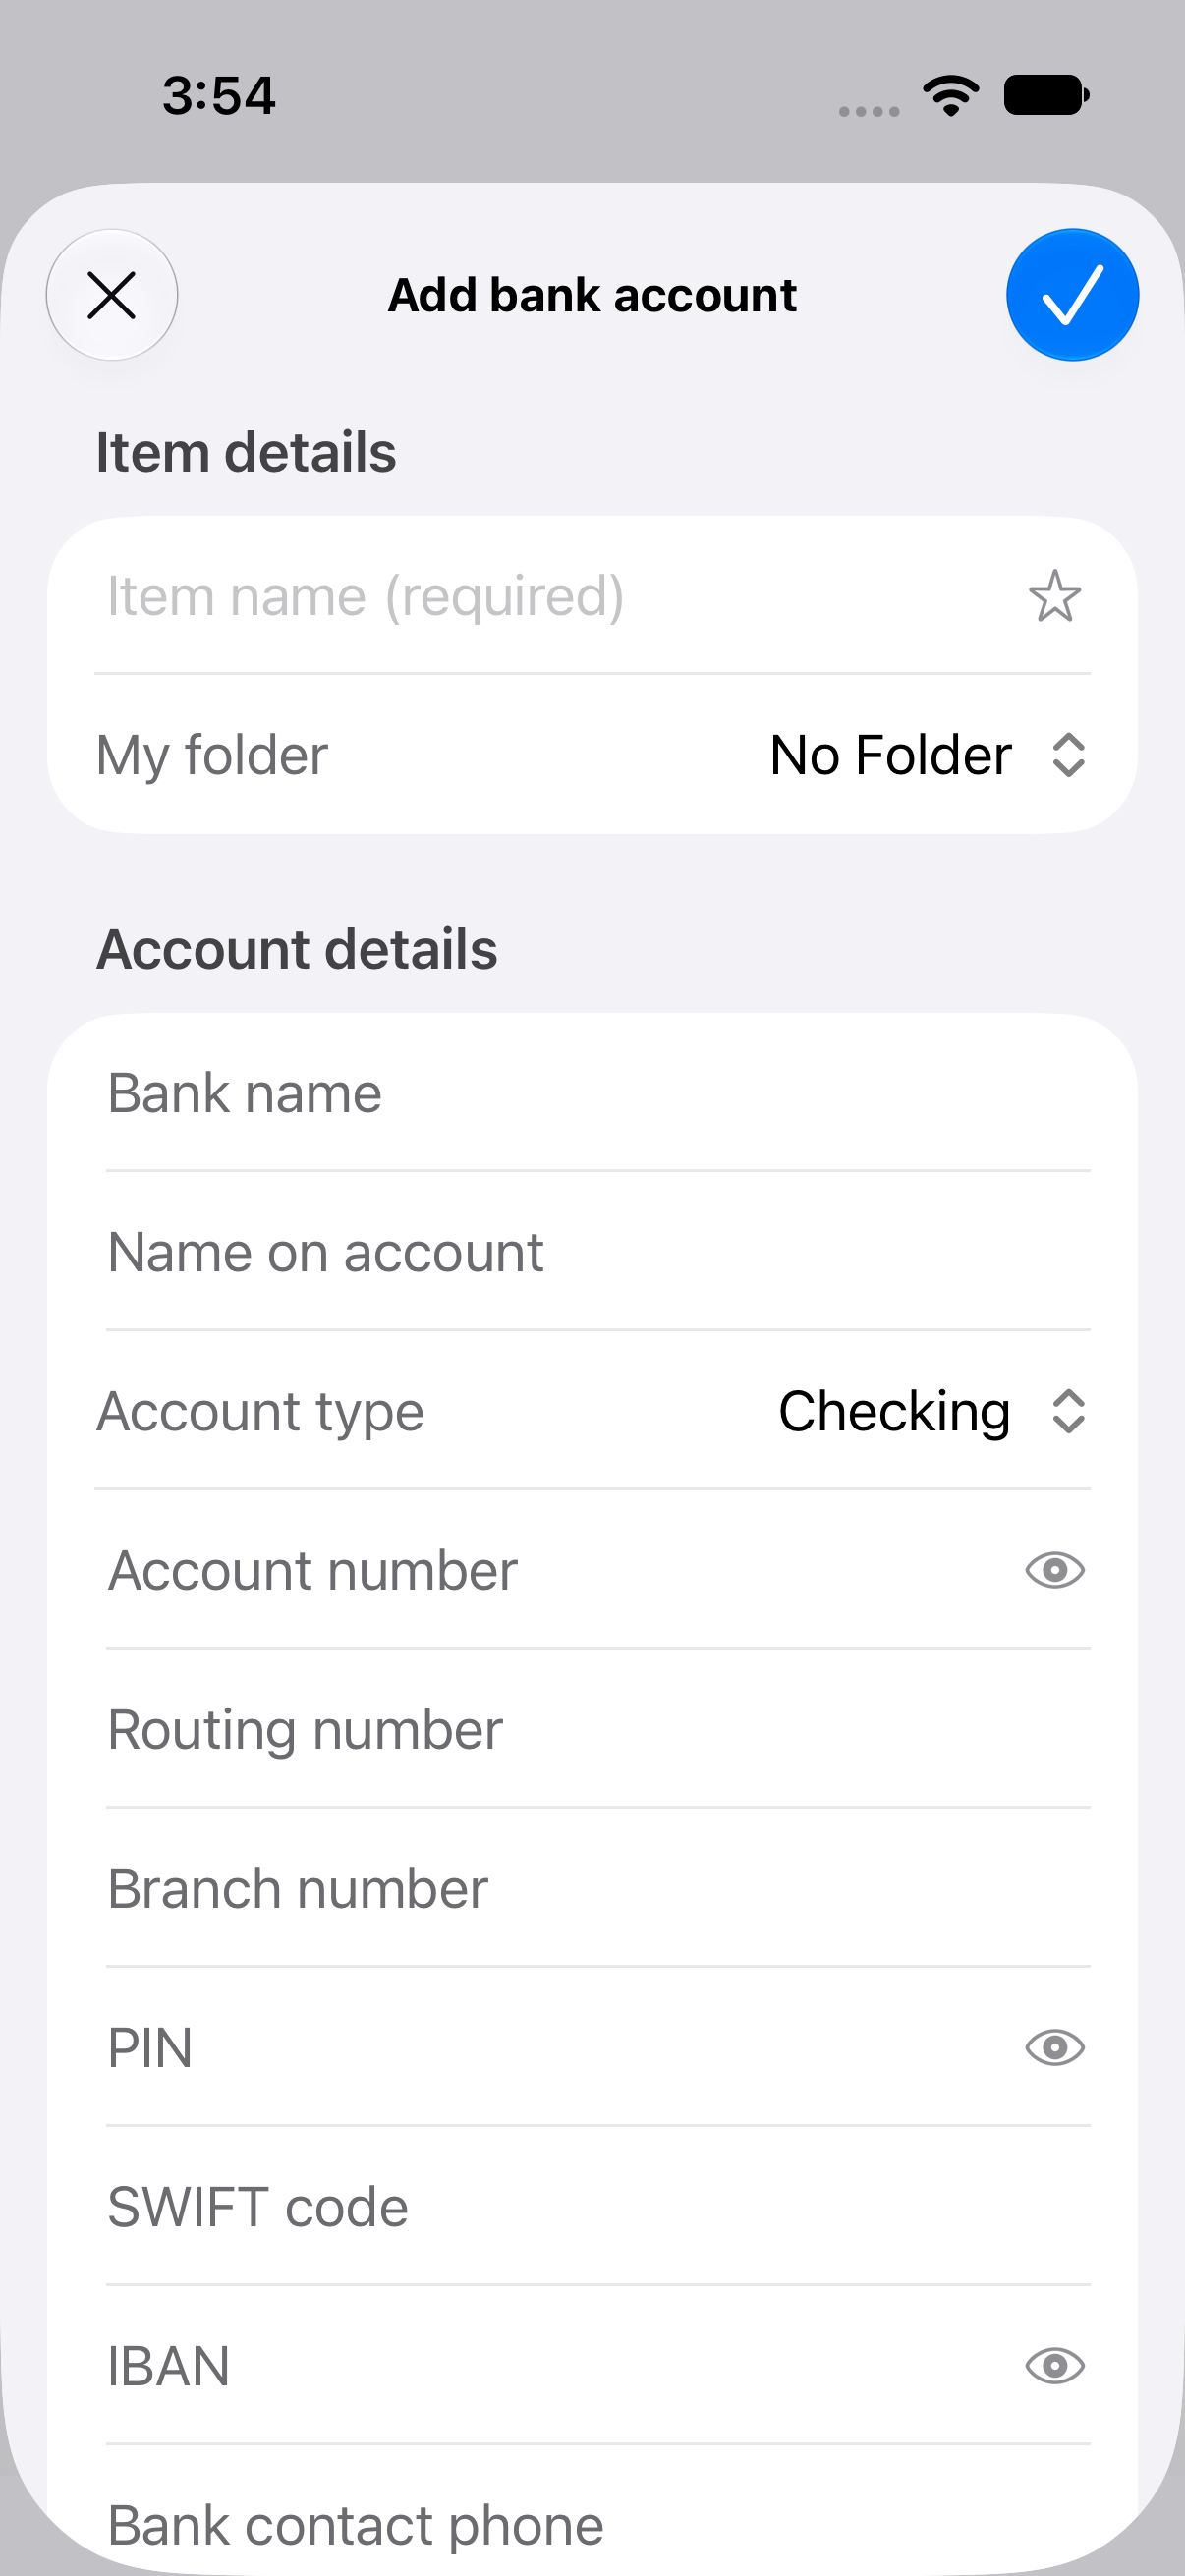 3:54
Add bank account
Item details
Item name (required)
My folder No Folder
Account details
Bank name
Name on account
Account type Checking
Account number
Routing number
Branch number
PIN
SWIFT code
IBAN
Bank contact phone